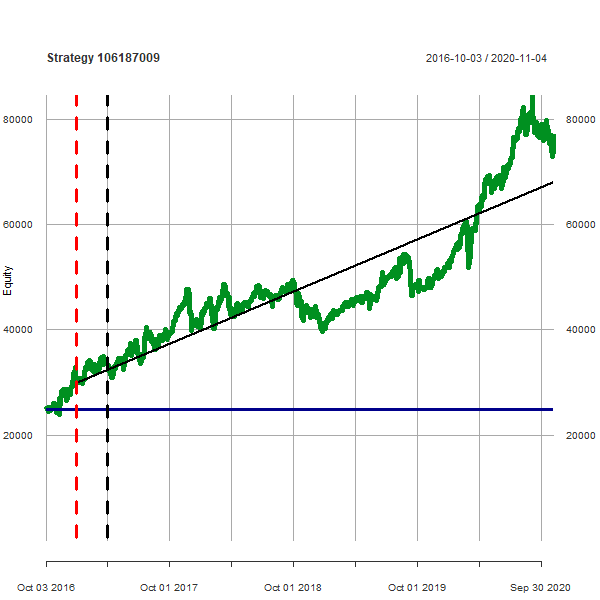 Strategy 106187009
2016-10-03 / 2020-11-04
80000
80000
60000
60000
Equity
40000
40000
20000
20000
Oct 03 2016
Oct 01 2017
Oct 01 2018
Oct 01 2019
Sep 30 2020